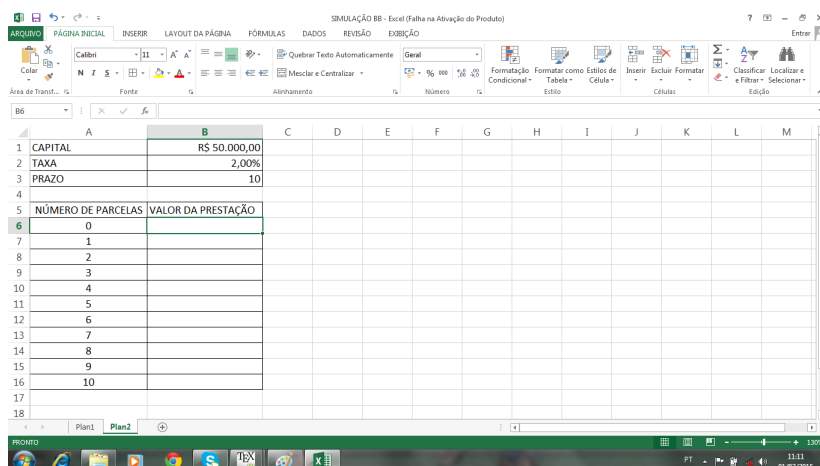 SIMULAÇÃO BB - Excel (Falha na Ativação do Produto)
ARQUIVO PÁGINA INICIAL INSERIR LAYOUT DA PÁGINA FÓRMULAS DADOS REVISÃO EXIBIÇÃO Entrar
Calibri 11 A A Quebrar Texto Automaticamente Geral
Colar N I S A Mesclar e Centralizar % 000 Formatação Condicional Formatar como Tabela Estilos de Célula Inserir Excluir Formatar Classificar e Filtrar Localizar e Selecionar
Área de Transf... Fonte Alinhamento Número Estilo Células Edição
B6 fx
A B C D E F G H I J K L M
1 CAPITAL R$ 50.000,00
2 TAXA 2,00%
3 PRAZO 10
4
5 NÚMERO DE PARCELAS VALOR DA PRESTAÇÃO
6 0
7 1
8 2
9 3
10 4
11 5
12 6
13 7
14 8
15 9
16 10
17
18
Plan1 Plan2
PRONTO 130%
PT 11:11